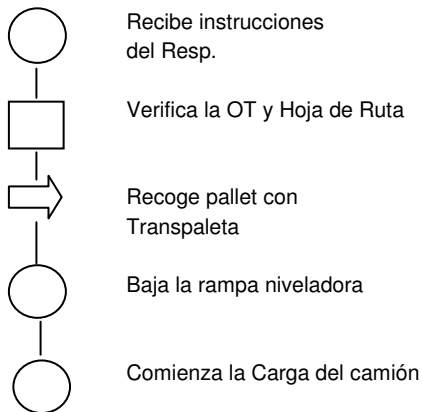 Recibe instrucciones
del Resp.
Verifica la OT y Hoja de Ruta
Recoge pallet con
Transpaleta
Baja la rampa niveladora
Comienza la Carga del camión